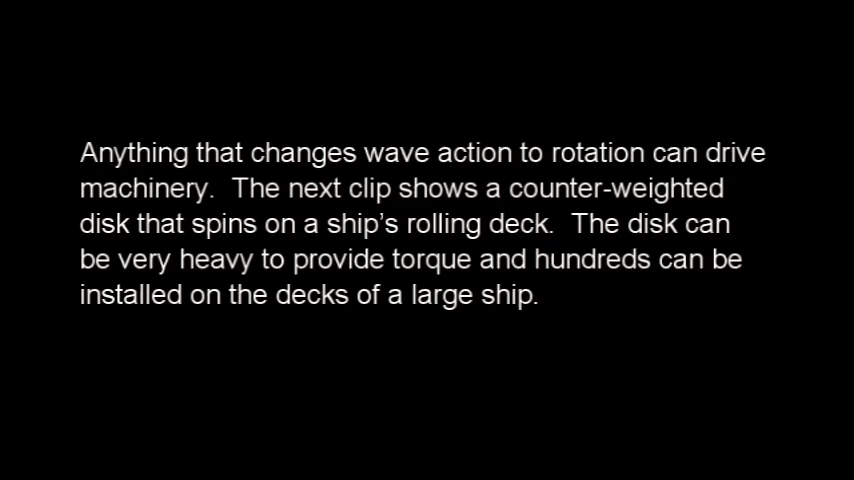 Anything that changes wave action to rotation can drive
machinery.  The next clip shows a counter-weighted
disk that spins on a ship’s rolling deck.  The disk can
be very heavy to provide torque and hundreds can be
installed on the decks of a large ship.